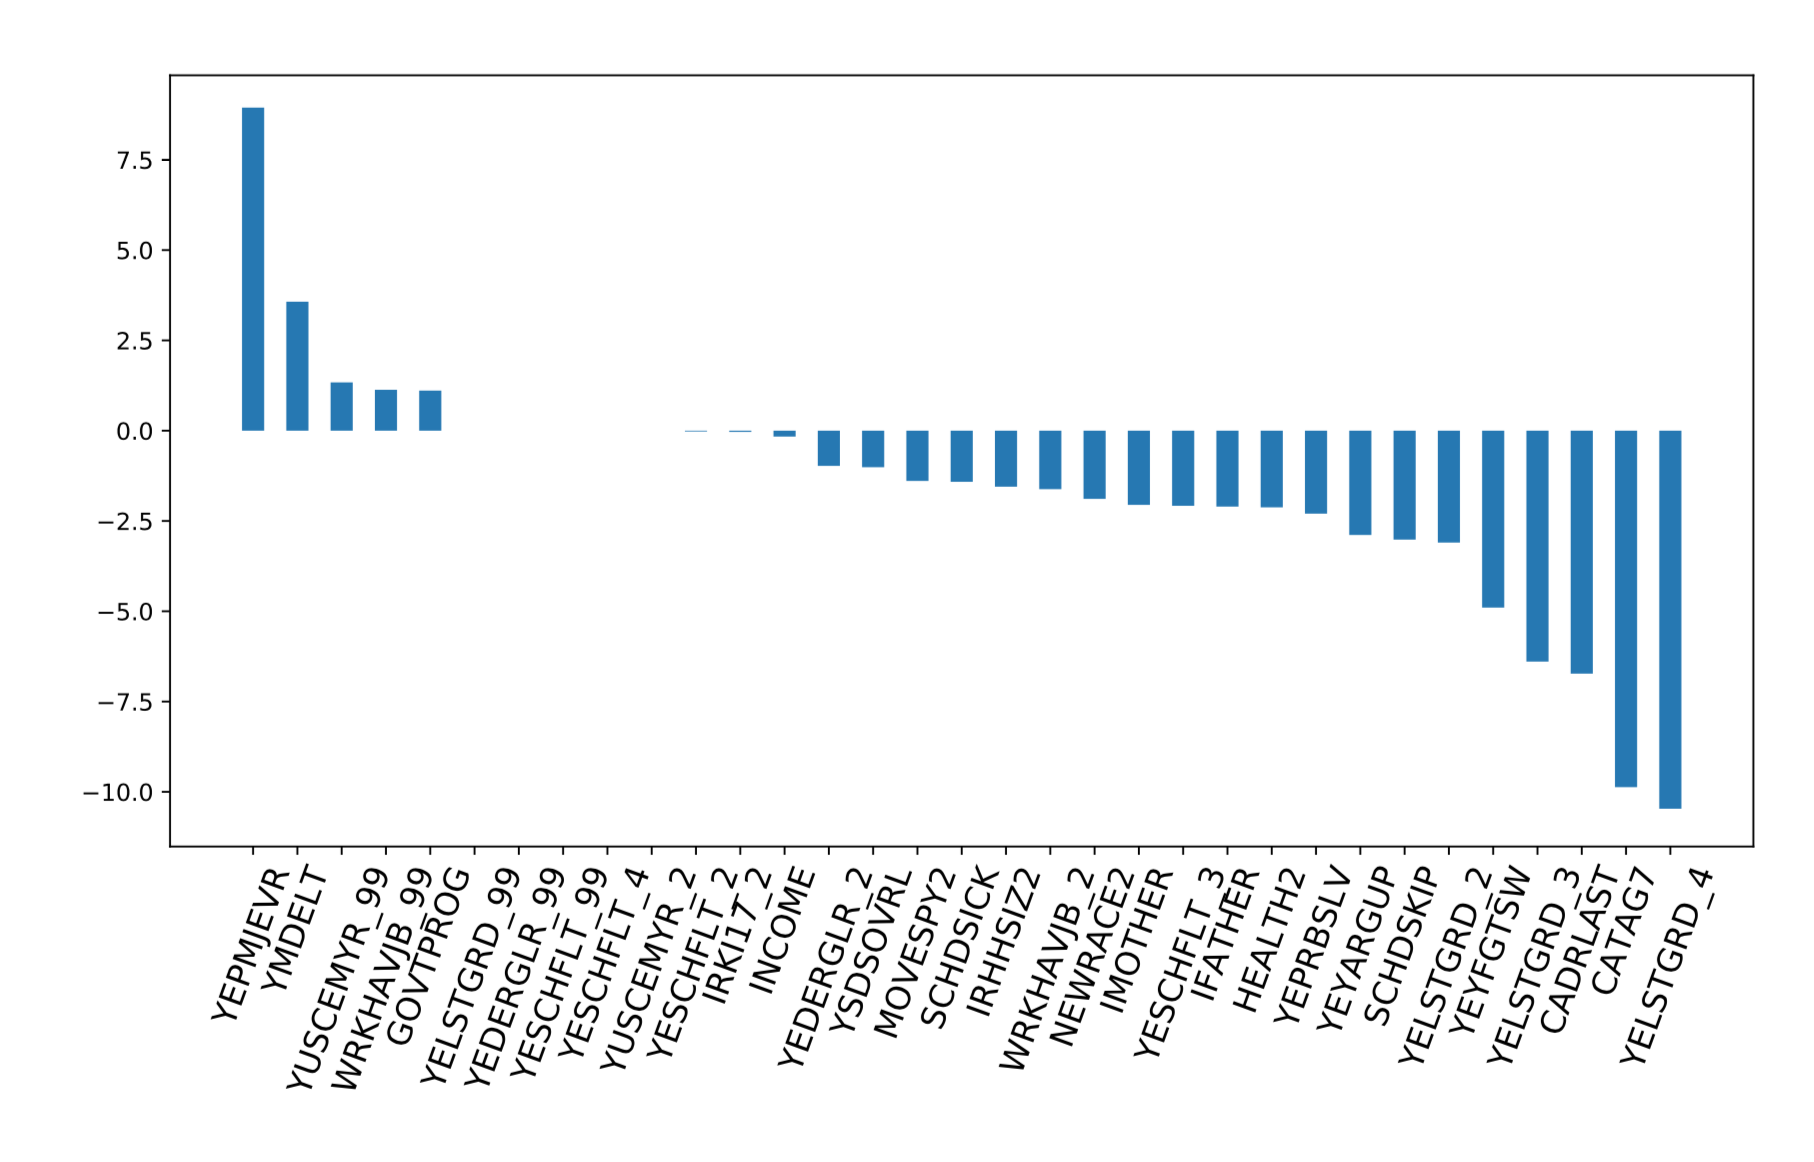 7.5
5.0
2.5
0.0
−2.5
−5.0
−7.5
−10.0
YEPMJEVR
YMDELT
YUSCEMYR_99
WRKHAVJB_99
GOVTPROG
YELSTGRD_99
YEDERGLR_99
YESCHFLT_99
YESCHFLT_4
YUSCEMYR_2
YESCHFLT_2
IRKI17_2
INCOME
YEDERGLR_2
YSDSOVRL
MOVESPY2
SCHDSICK
IRHHSIZ2
WRKHAVJB_2
NEWRACE2
IMOTHER
YESCHFLT_3
IFATHER
HEALTH2
YEPRBSLV
YEYARGUP
SCHDSKIP
YELSTGRD_2
YEYFGTSW
YELSTGRD_3
CADRLAST
CATAG7
YELSTGRD_4